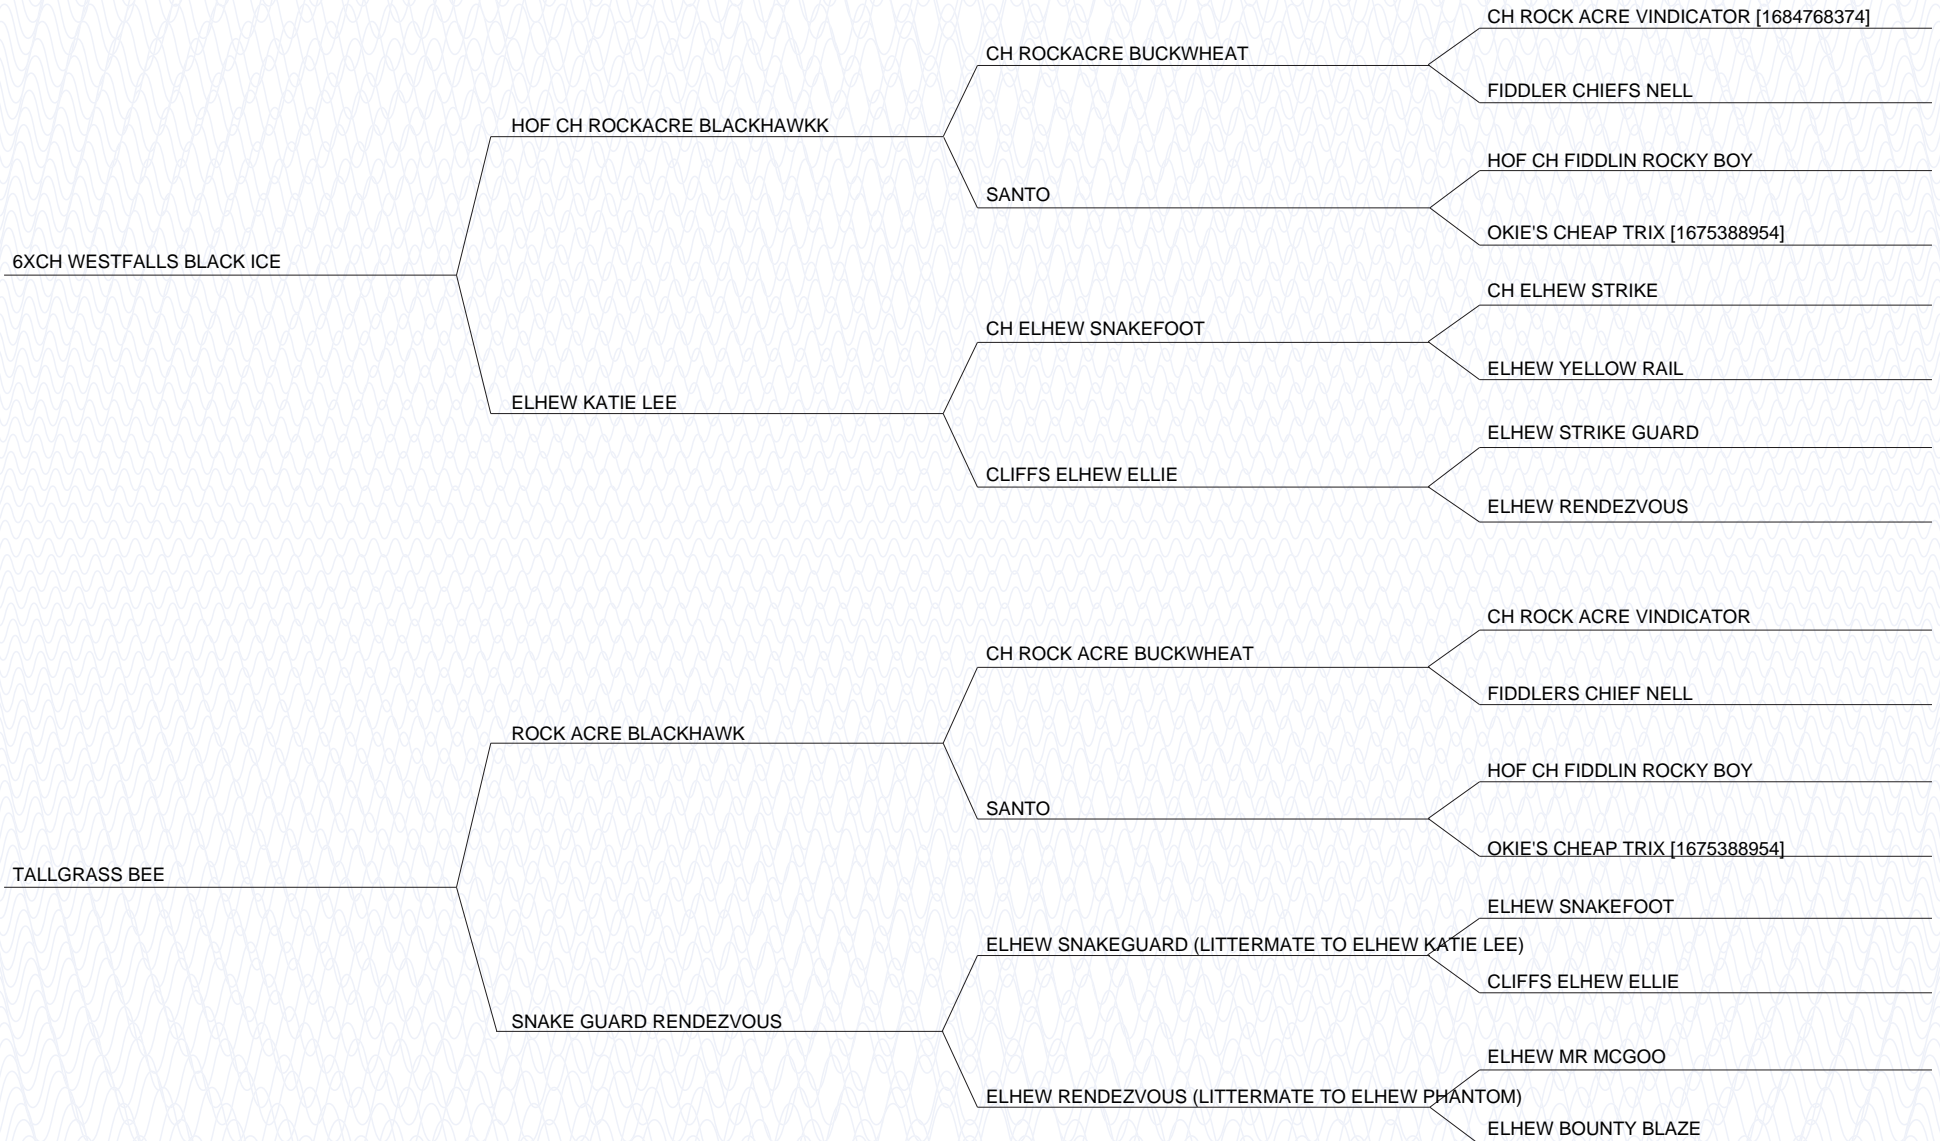 CH ROCK ACRE VINDICATOR [1684768374]
CH ROCKACRE BUCKWHEAT
FIDDLER CHIEFS NELL
HOF CH ROCKACRE BLACKHAWKK
HOF CH FIDDLIN ROCKY BOY
SANTO
OKIE'S CHEAP TRIX [1675388954]
6XCH WESTFALLS BLACK ICE
CH ELHEW STRIKE
CH ELHEW SNAKEFOOT
ELHEW YELLOW RAIL
ELHEW KATIE LEE
ELHEW STRIKE GUARD
CLIFFS ELHEW ELLIE
ELHEW RENDEZVOUS
CH ROCK ACRE VINDICATOR
CH ROCK ACRE BUCKWHEAT
FIDDLERS CHIEF NELL
ROCK ACRE BLACKHAWK
HOF CH FIDDLIN ROCKY BOY
SANTO
OKIE'S CHEAP TRIX [1675388954]
TALLGRASS BEE
ELHEW SNAKEFOOT
ELHEW SNAKEGUARD (LITTERMATE TO ELHEW KATIE LEE)
CLIFFS ELHEW ELLIE
SNAKE GUARD RENDEZVOUS
ELHEW MR MCGOO
ELHEW RENDEZVOUS (LITTERMATE TO ELHEW PHANTOM)
ELHEW BOUNTY BLAZE